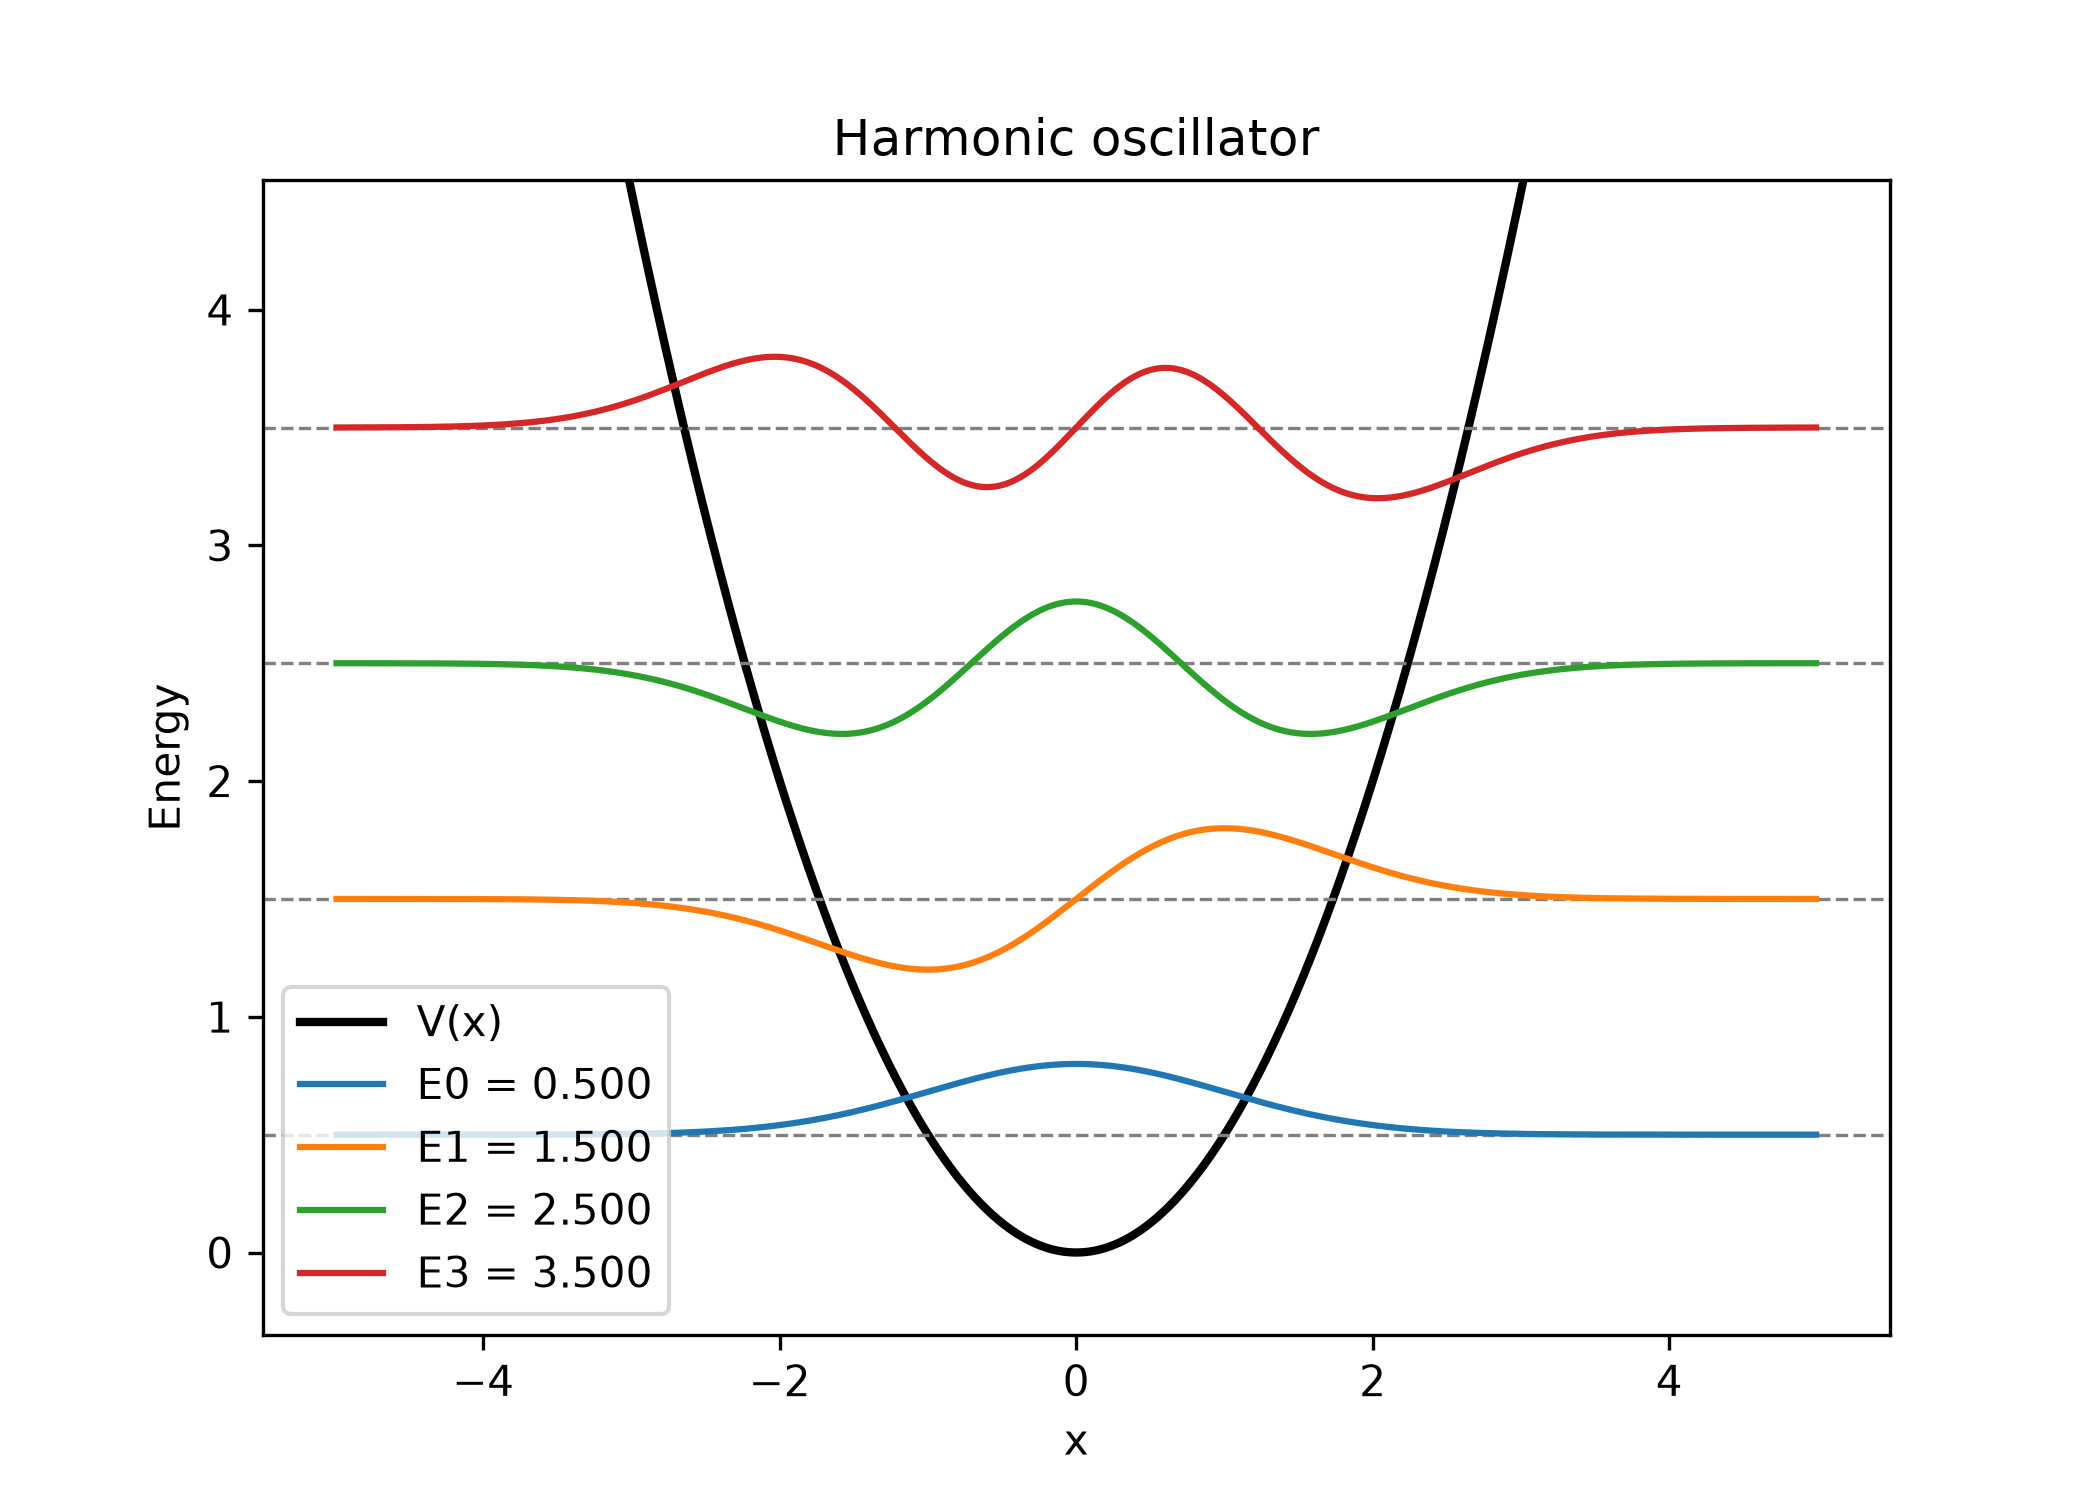 Harmonic oscillator
Energy
4
3
2
1
0
V(x)
E0 = 0.500
E1 = 1.500
E2 = 2.500
E3 = 3.500
−4 −2 0 2 4
x